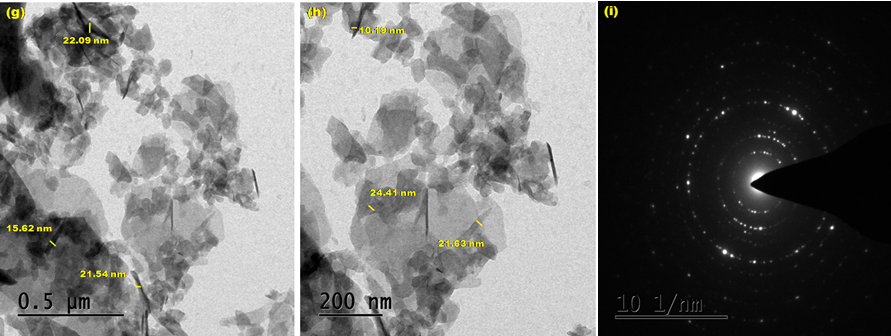 (g)
22.09 nm
15.62 nm
21.54 nm
0.5 µm
(h)
10.19 nm
24.41 nm
21.63 nm
200 nm
(i)
10 1/nm